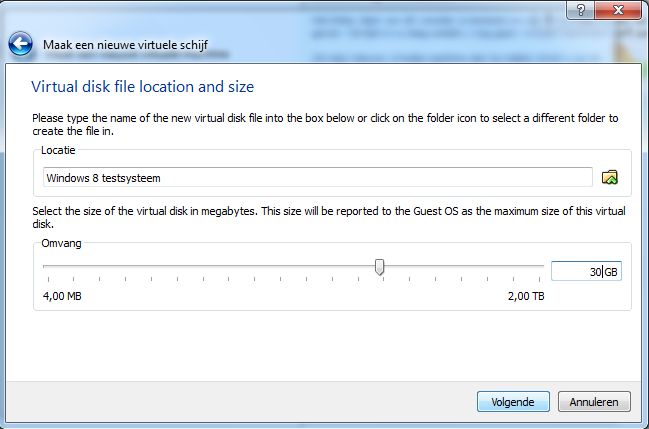 Maak een nieuwe virtuele schijf
Virtual disk file location and size
Please type the name of the new virtual disk file into the box below or click on the folder icon to select a different folder to
create the file in.
Locatie
Windows 8 testsysteem
Select the size of the virtual disk in megabytes. This size will be reported to the Guest OS as the maximum size of this virtual
disk.
Omvang
30 GB
4,00 MB 2,00 TB
Volgende Annuleren